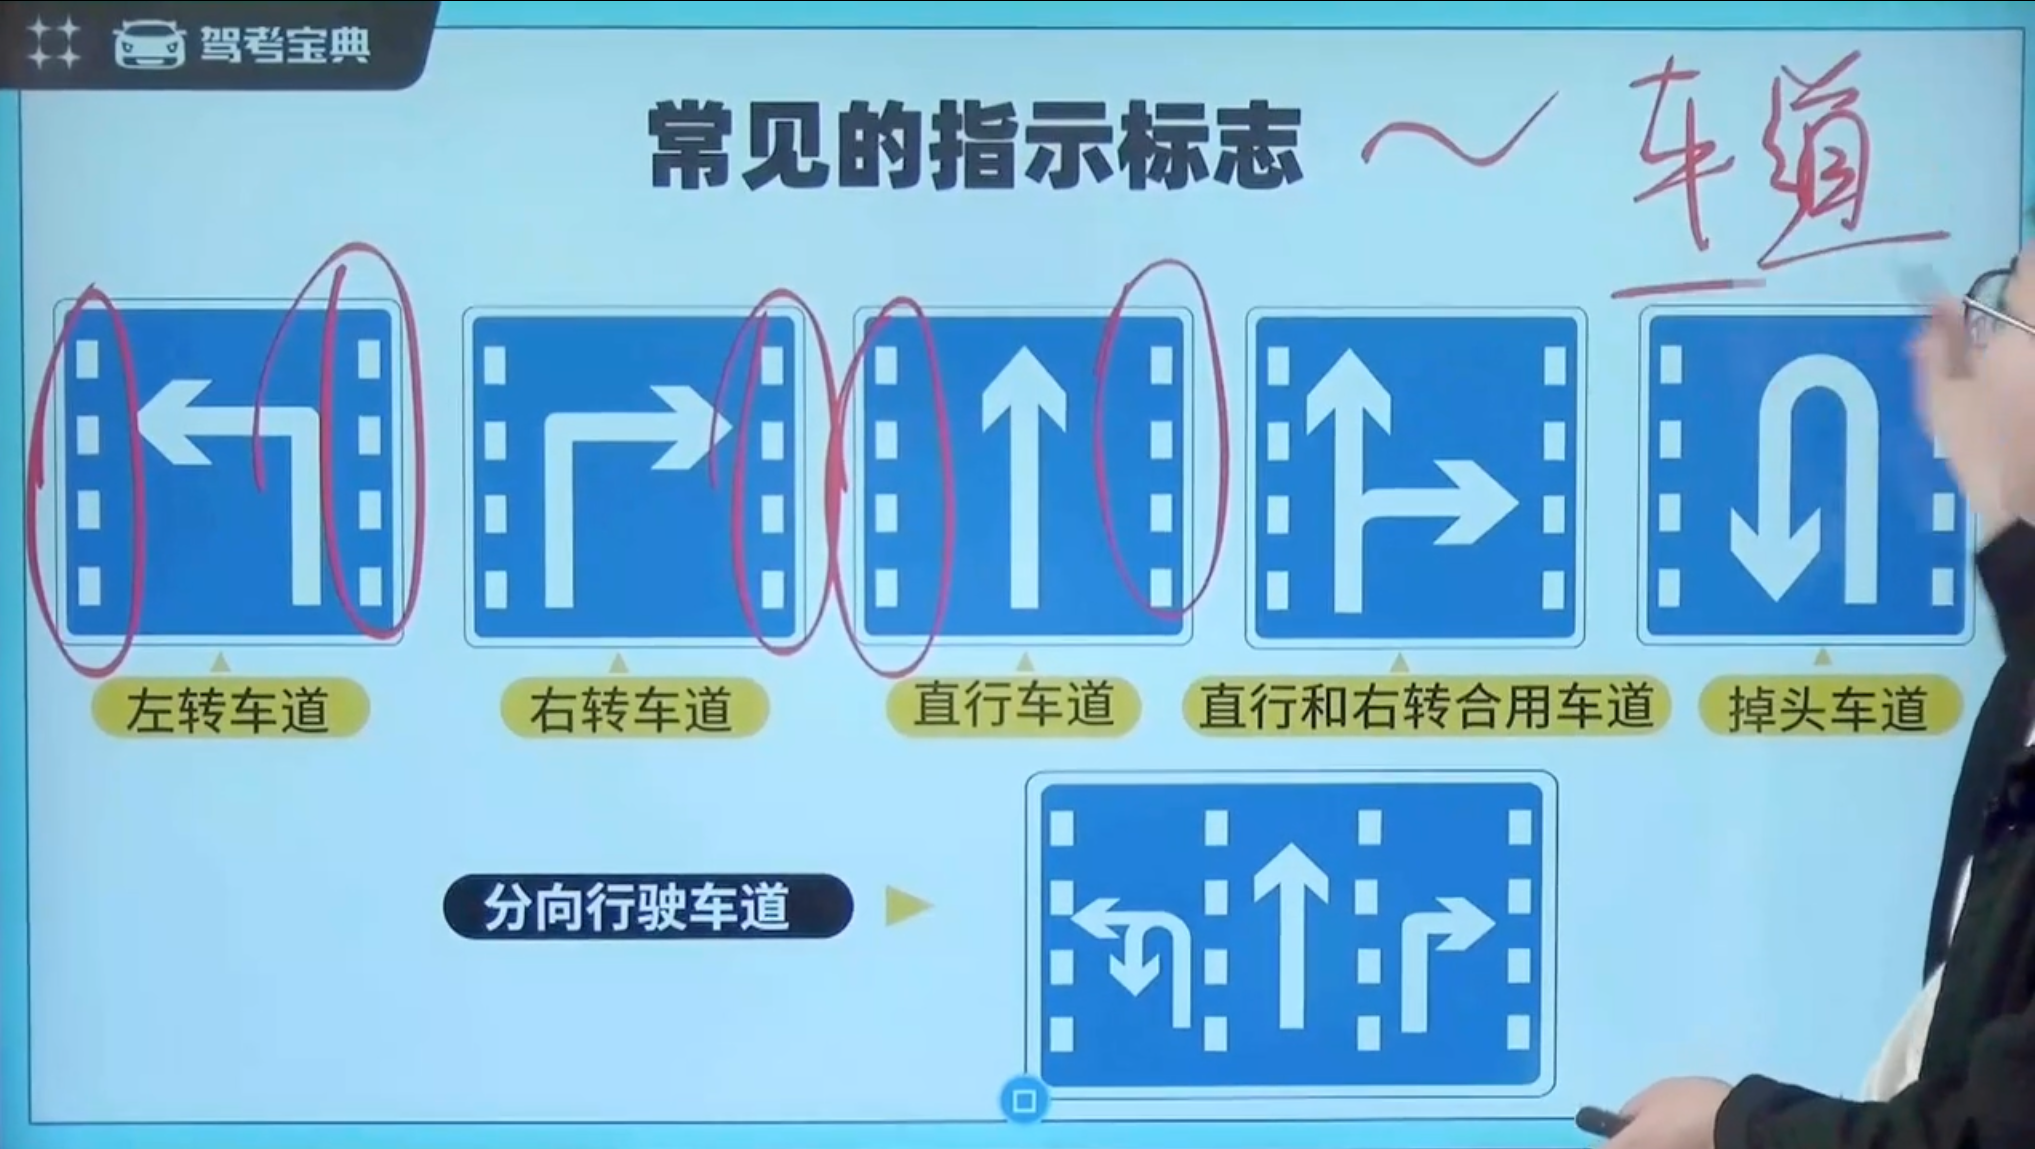 驾考宝典
常见的指示标志
车道
左转车道
右转车道
直行车道
直行和右转合用车道
掉头车道
分向行驶车道